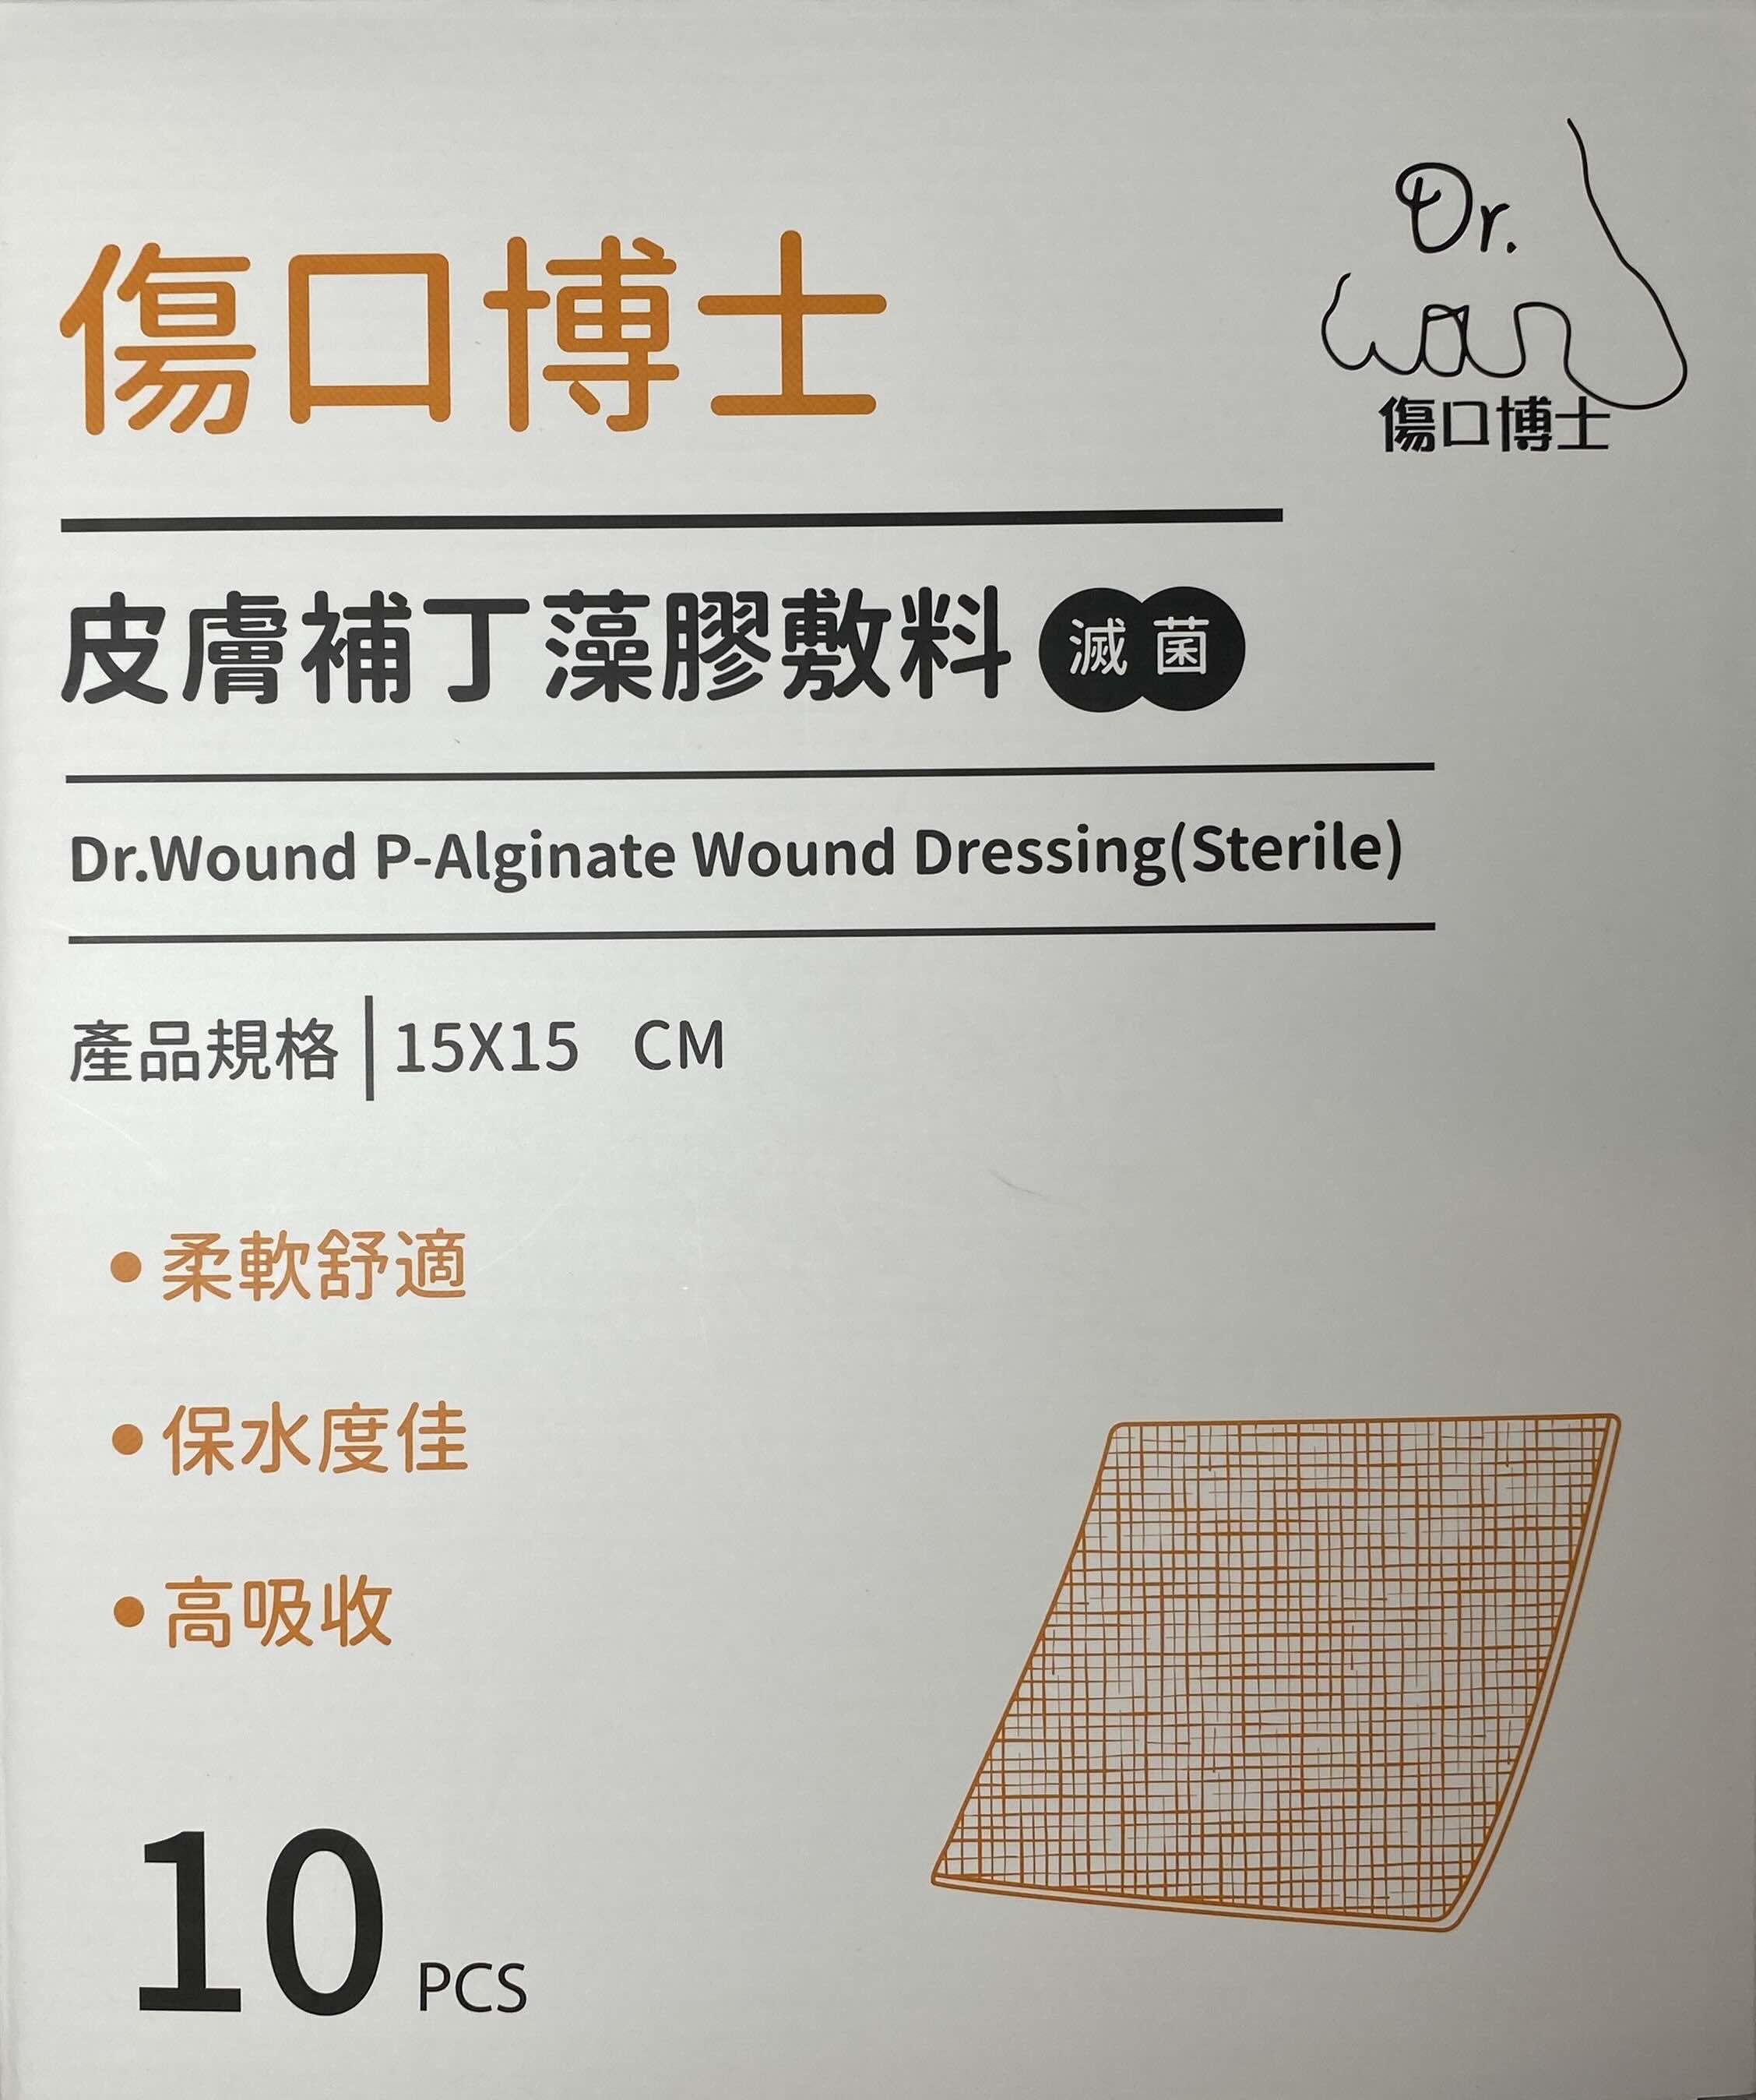 Dr.
Wound
傷口博士
傷口博士
皮膚補丁藻膠敷料 滅菌
Dr.Wound P-Alginate Wound Dressing(Sterile)
產品規格 | 15X15 CM
• 柔軟舒適
• 保水度佳
• 高吸收
10 PCS